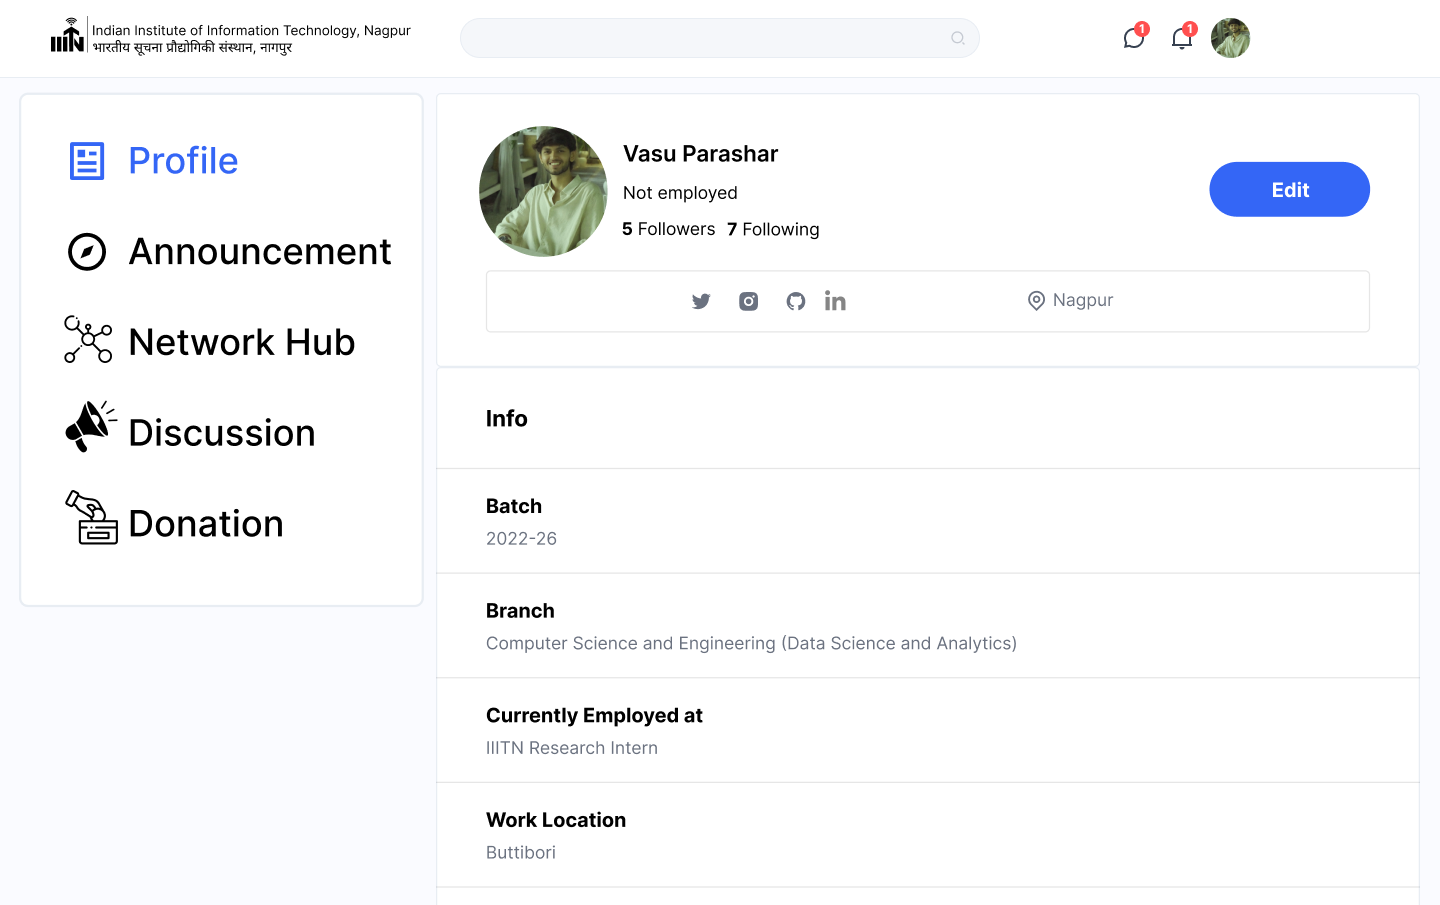 Indian Institute of Information Technology, Nagpur
भारतीय सूचना प्रौद्योगिकी संस्थान, नागपुर
1
1
Profile
Announcement
Network Hub
Discussion
Donation
Vasu Parashar
Not employed
5 Followers 7 Following
Edit
in
Nagpur
Info
Batch
2022-26
Branch
Computer Science and Engineering (Data Science and Analytics)
Currently Employed at
IIITN Research Intern
Work Location
Buttibori